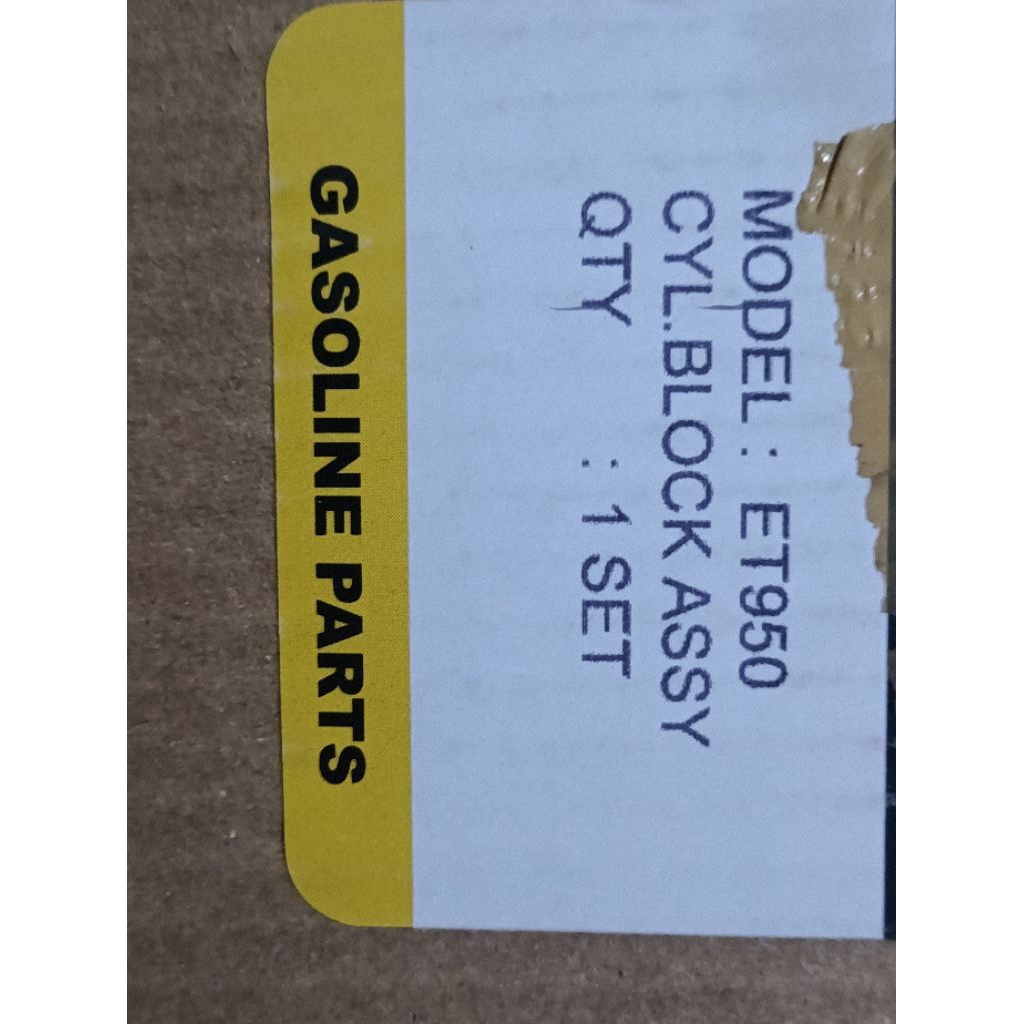 MODEL : ET950
CYL.BLOCK ASSY
QTY : 1 SET
GASOLINE PARTS